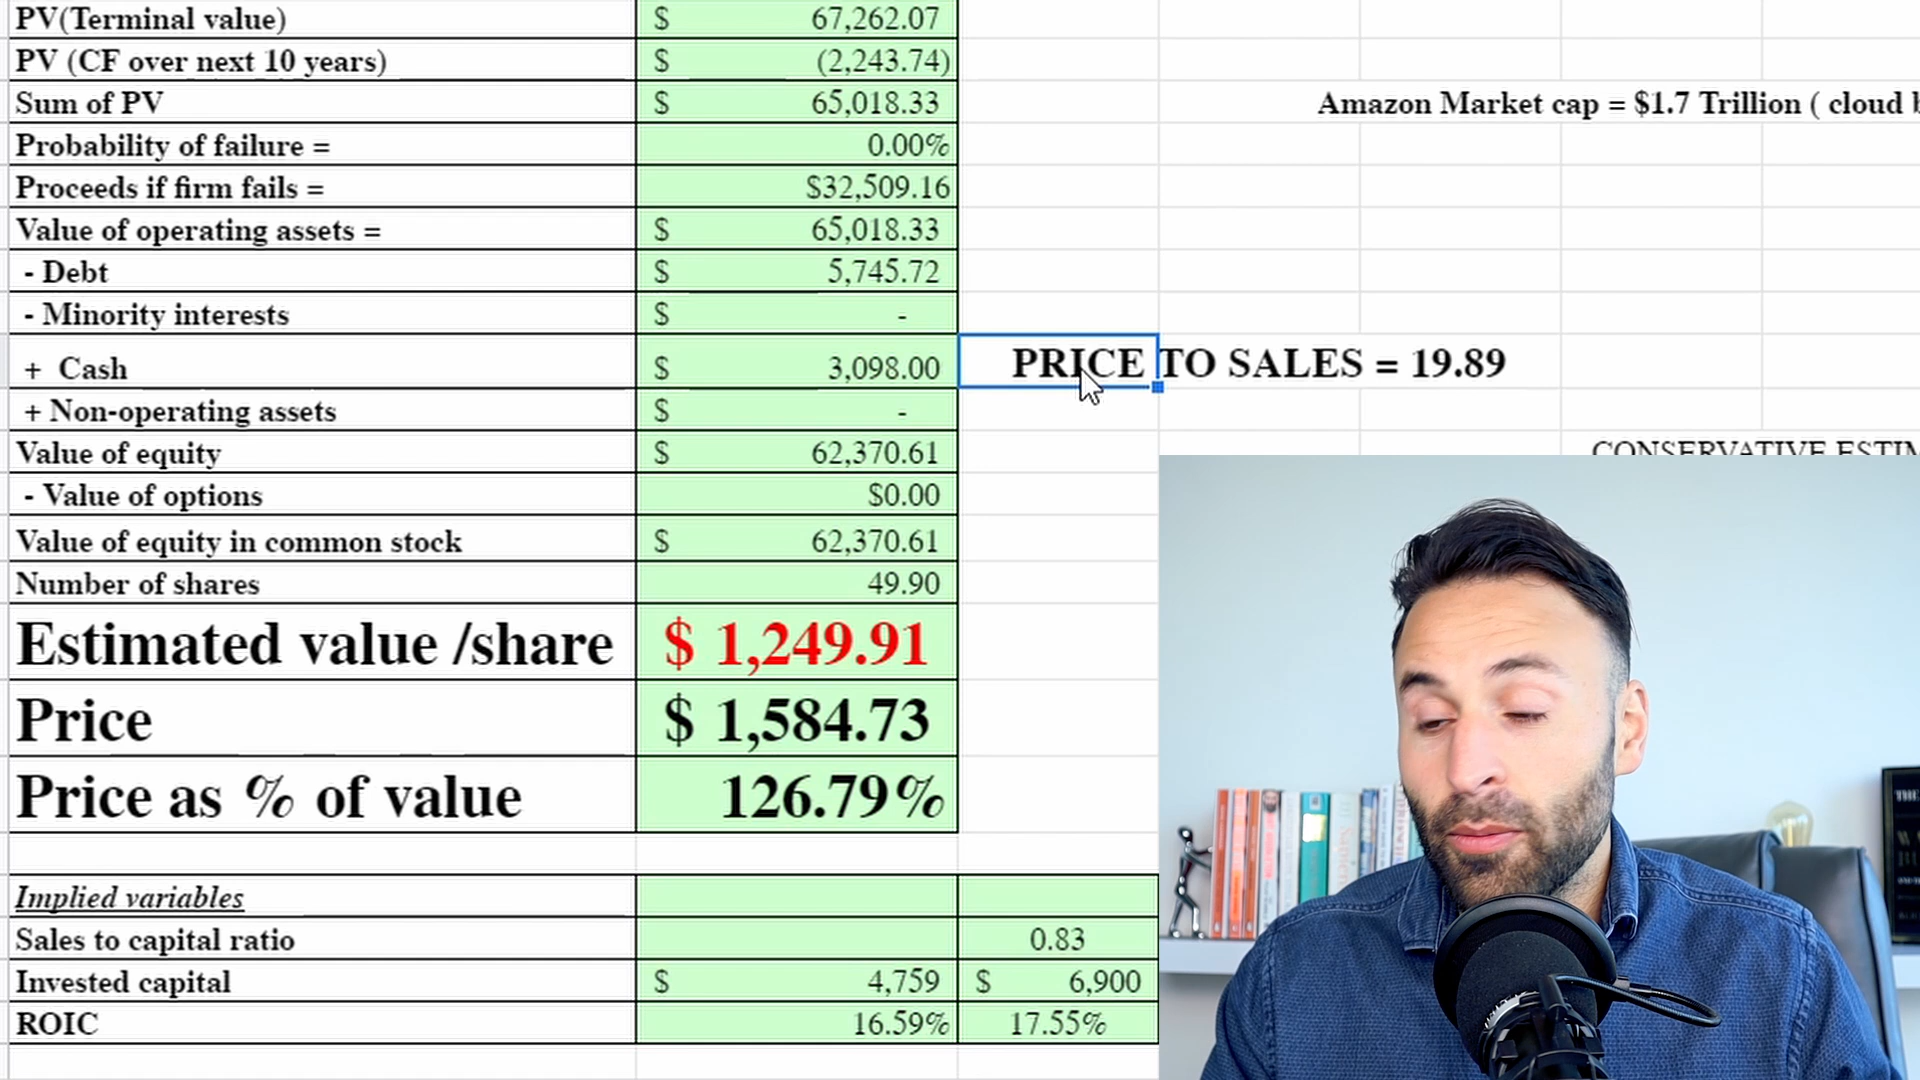 PV(Terminal value) $ 67,262.07
PV (CF over next 10 years) $ (2,243.74)
Sum of PV $ 65,018.33
Amazon Market cap = $1.7 Trillion ( cloud
Probability of failure = 0.00%
Proceeds if firm fails = $32,509.16
Value of operating assets = $ 65,018.33
- Debt $ 5,745.72
- Minority interests $ -
+ Cash $ 3,098.00
PRICE TO SALES = 19.89
+ Non-operating assets $ -
Value of equity $ 62,370.61
CONSERVATIVE
- Value of options $0.00
Value of equity in common stock $ 62,370.61
Number of shares 49.90
Estimated value /share $ 1,249.91
Price $ 1,584.73
Price as % of value 126.79%
Implied variables
Sales to capital ratio 0.83
Invested capital $ 4,759 $ 6,900
ROIC 16.59% 17.55%